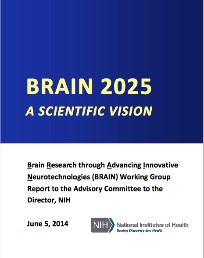 BRAIN 2025
A SCIENTIFIC VISION
Brain Research through Advancing Innovative
Neurotechnologies (BRAIN) Working Group
Report to the Advisory Committee to the
Director, NIH
June 5, 2014
NIH National Institutes of Health